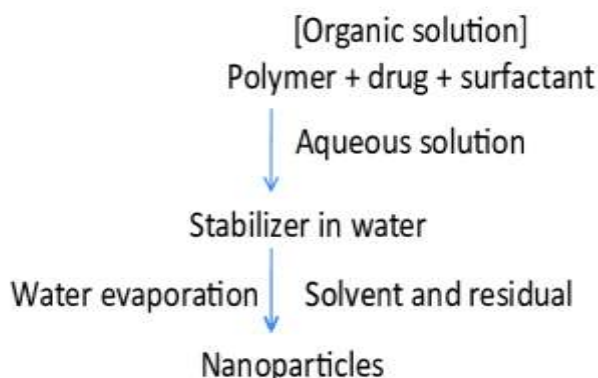 [Organic solution]
Polymer + drug + surfactant
Aqueous solution
Stabilizer in water
Water evaporation
Solvent and residual
Nanoparticles